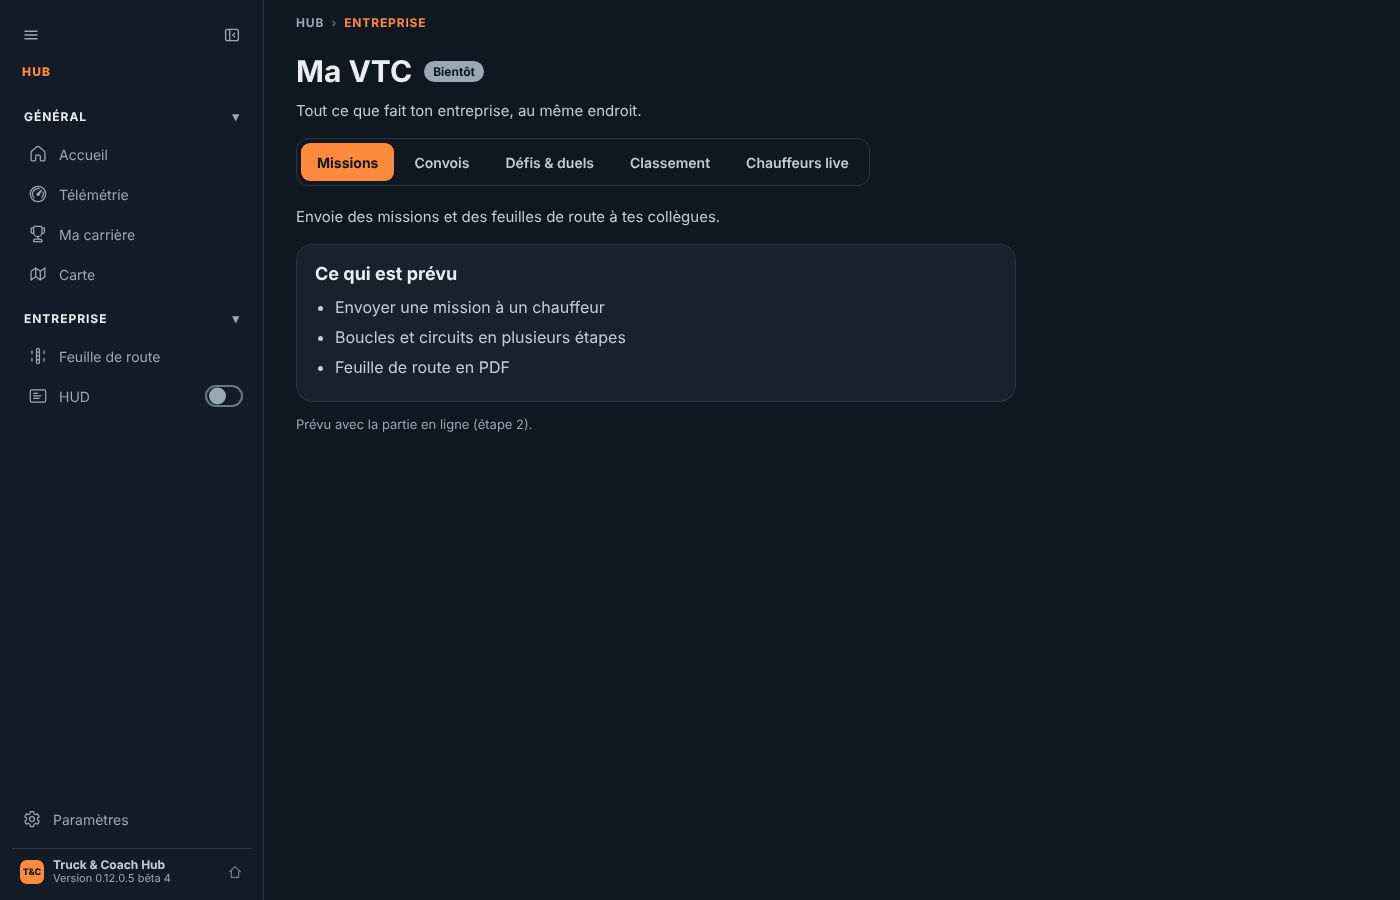 HUB
GÉNÉRAL
Accueil
Télémétrie
Ma carrière
Carte
ENTREPRISE
Feuille de route
HUD
Paramètres
T&C
Truck & Coach Hub
Version 0.12.0.5 bêta 4
HUB › ENTREPRISE
Ma VTC Bientôt
Tout ce que fait ton entreprise, au même endroit.
Missions Convois Défis & duels Classement Chauffeurs live
Envoie des missions et des feuilles de route à tes collègues.
Ce qui est prévu
• Envoyer une mission à un chauffeur
• Boucles et circuits en plusieurs étapes
• Feuille de route en PDF
Prévu avec la partie en ligne (étape 2).